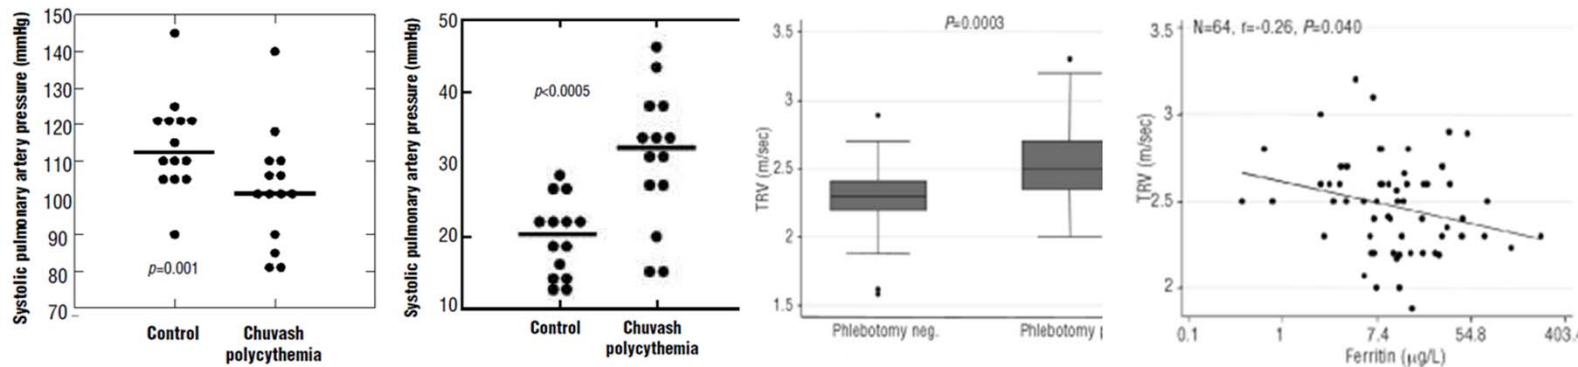 Systolic pulmonary artery pressure (mmHg)
150
140
130
120
110
100
90
80
70
p=0.001
Control
Chuvash
polycythemia
Systolic pulmonary artery pressure (mmHg)
50
40
30
20
10
p<0.0005
Control
Chuvash
polycythemia
P=0.0003
TRV (m/sec)
3.5
3
2.5
2
1.5
Phlebotomy neg.
Phlebotomy
N=64, r=-0.26, P=0.040
TRV (m/sec)
3.5
3
2.5
2
0.1
1
7.4
54.8
403.4
Ferritin (µg/L)